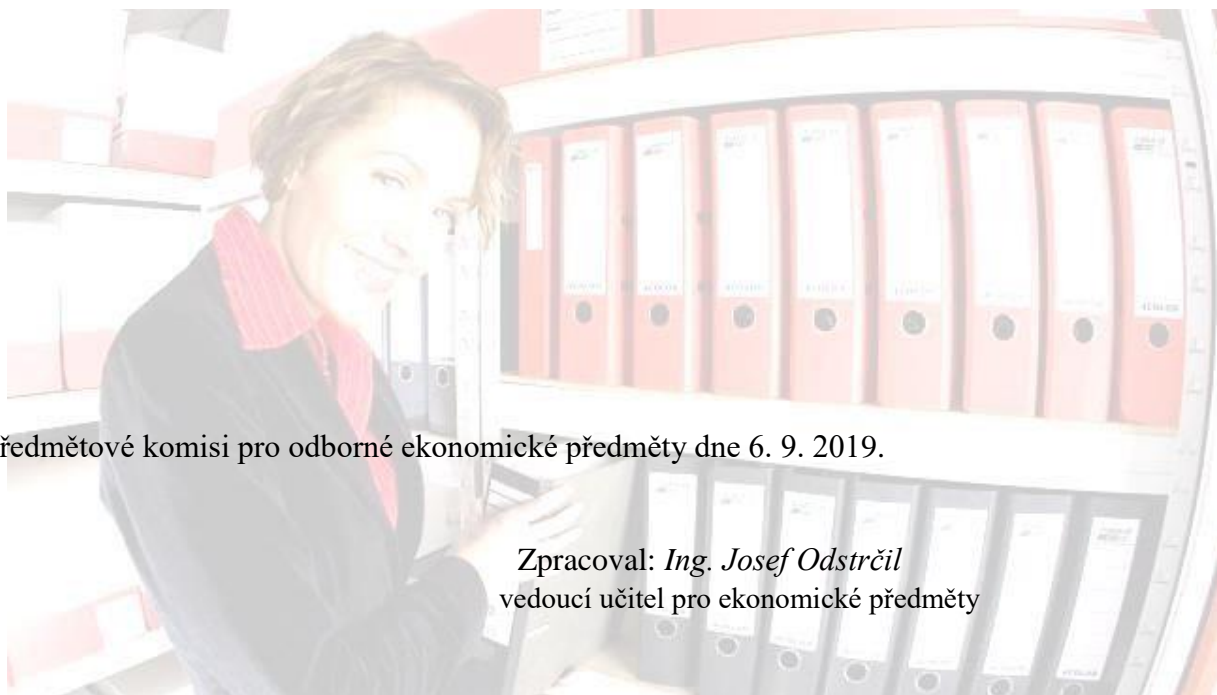 ředmětové komisi pro odborné ekonomické předměty dne 6. 9. 2019.
Zpracoval: Ing. Josef Odstrčil
vedoucí učitel pro ekonomické předměty